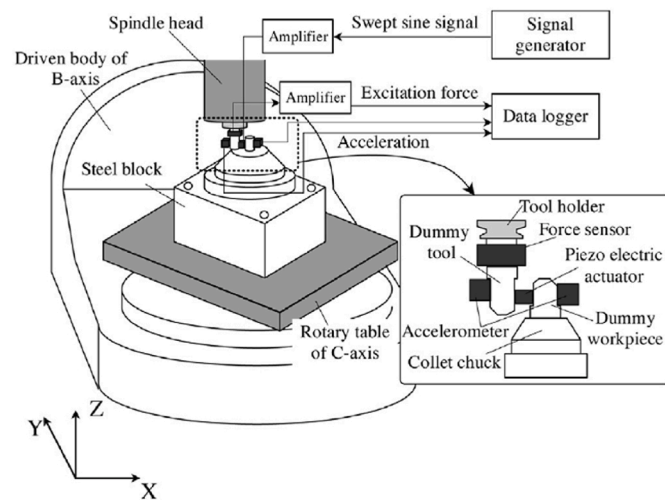 Spindle head
Amplifier
Swept sine signal
Signal
generator
Driven body of
B-axis
Amplifier
Excitation force
Data logger
Acceleration
Steel block
Tool holder
Dummy
tool
Force sensor
Piezo electric
actuator
Rotary table
of C-axis
Accelerometer
Dummy
workpiece
Collet chuck
Z
Y
X